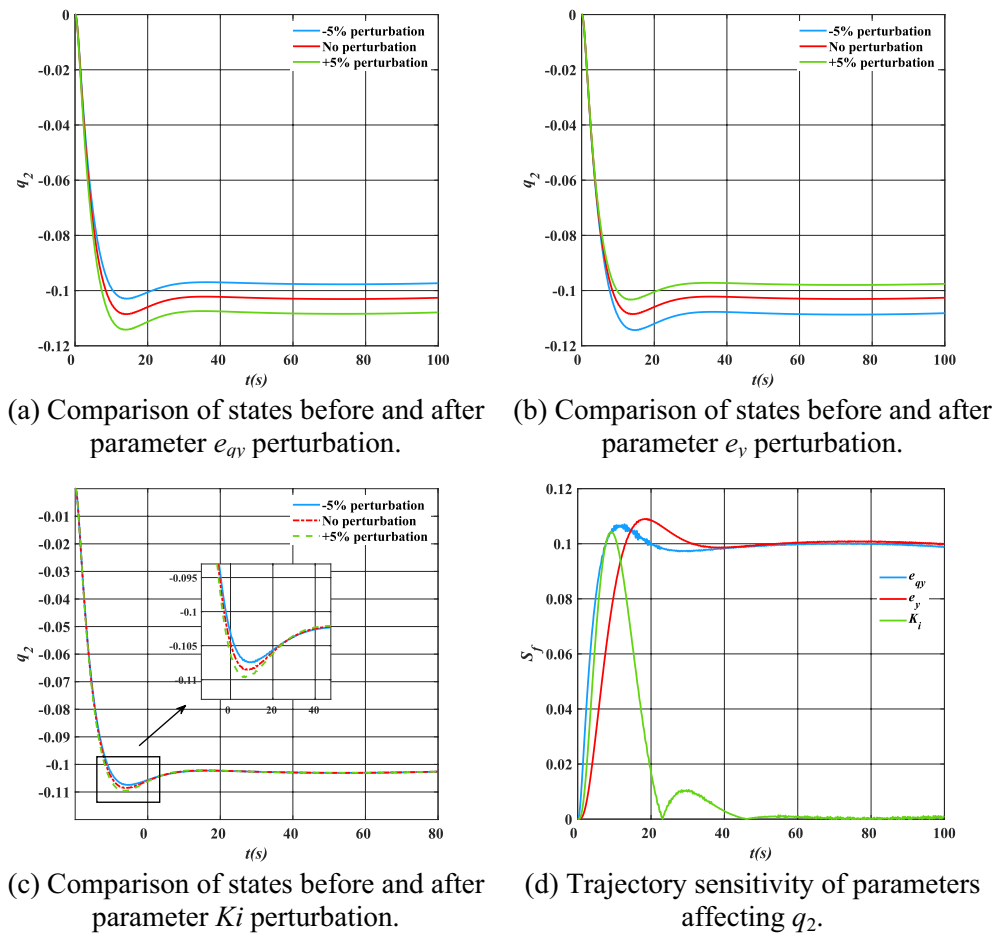 -5% perturbation
No perturbation
+5% perturbation
0
-0.02
-0.04
-0.06
-0.08
-0.1
-0.12
q2
0 20 40 60 80 100
t(s)
(a) Comparison of states before and after
parameter eqy perturbation.
-5% perturbation
No perturbation
+5% perturbation
0
-0.02
-0.04
-0.06
-0.08
-0.1
-0.12
q2
0 20 40 60 80 100
t(s)
(b) Comparison of states before and after
parameter ey perturbation.
-5% perturbation
No perturbation
+5% perturbation
-0.01
-0.02
-0.03
-0.04
-0.05
-0.06
-0.07
-0.08
-0.09
-0.1
-0.11
q2
-0.095
-0.1
-0.105
-0.11
0 20 40
0 20 40 60 80
t(s)
(c) Comparison of states before and after
parameter Ki perturbation.
0.12
0.1
0.08
0.06
0.04
0.02
0
Sf
eqy
ey
Ki
0 20 40 60 80 100
t(s)
(d) Trajectory sensitivity of parameters
affecting q2.